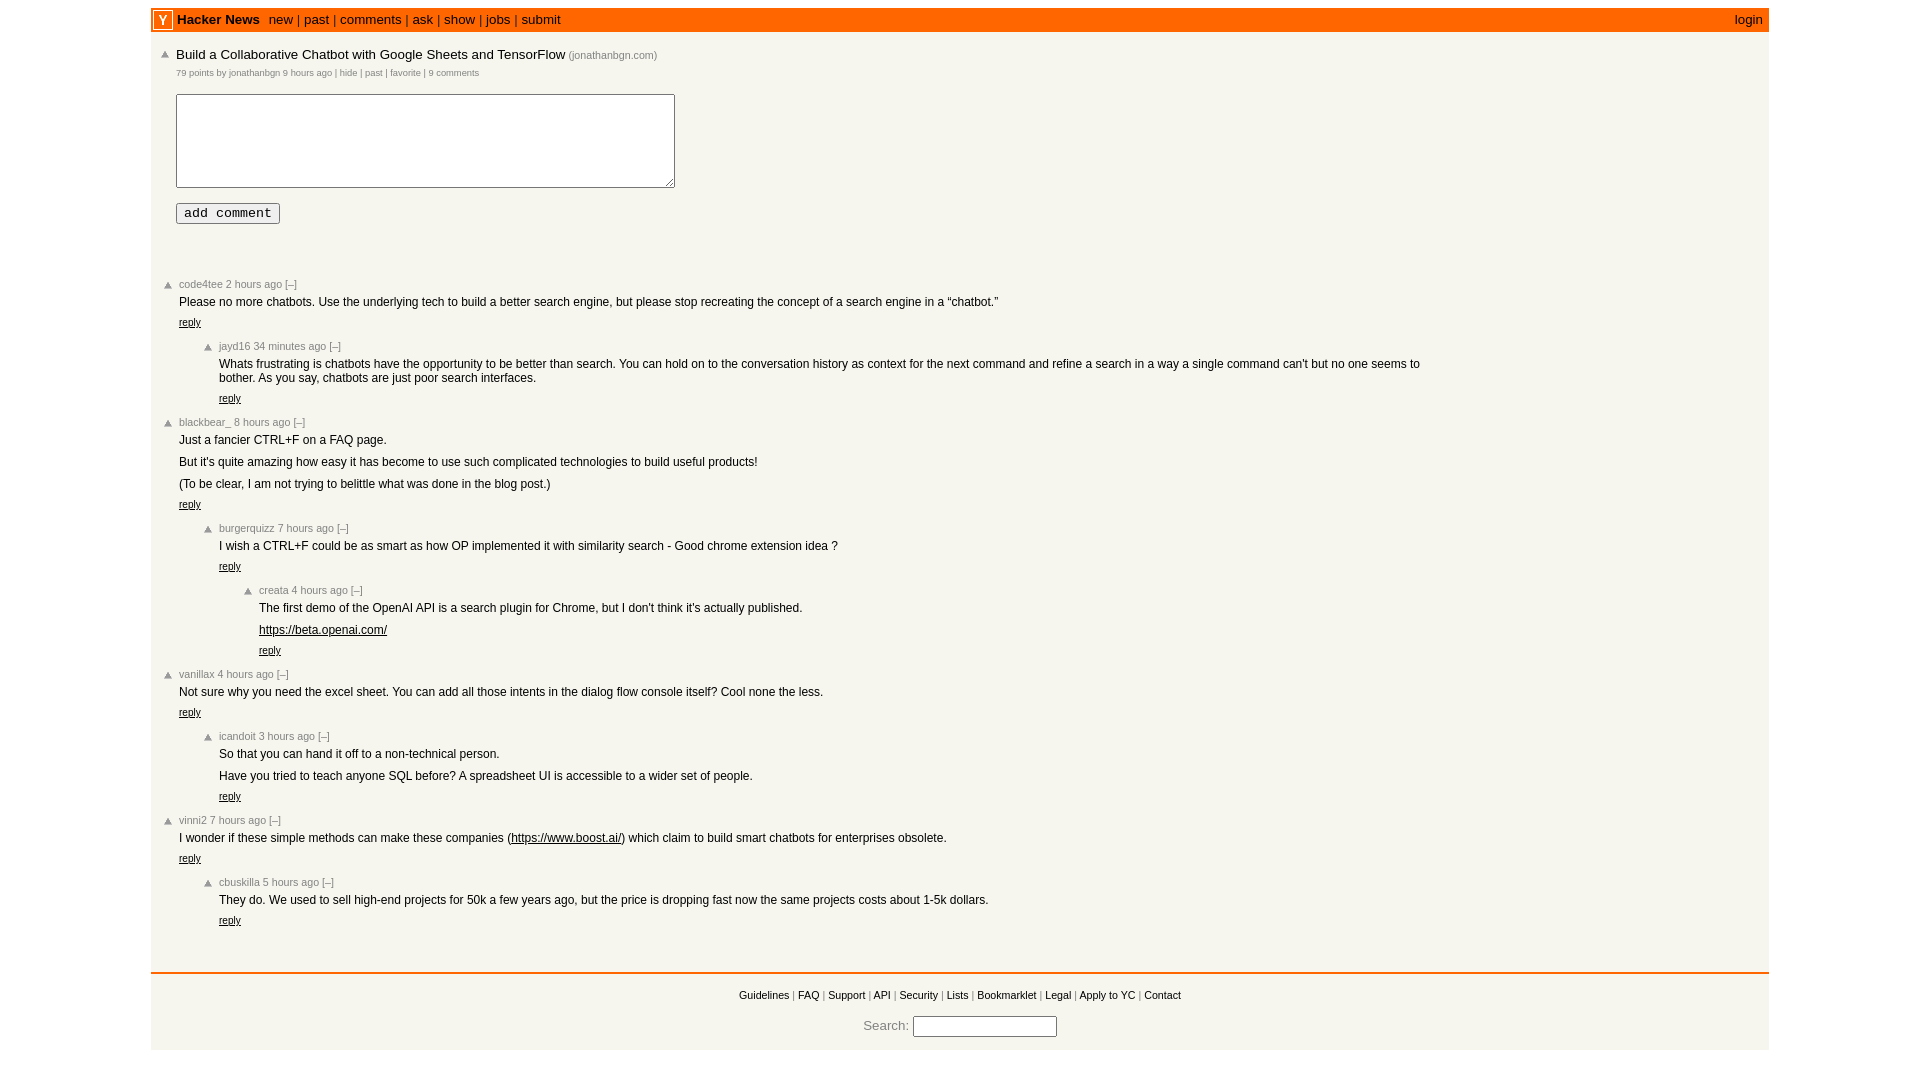 Y Hacker News new | past | comments | ask | show | jobs | submit login
Build a Collaborative Chatbot with Google Sheets and TensorFlow (jonathanbgn.com)
79 points by jonathanbgn 9 hours ago | hide | past | favorite | 9 comments
add comment
code4tee 2 hours ago [–]
Please no more chatbots. Use the underlying tech to build a better search engine, but please stop recreating the concept of a search engine in a “chatbot.”
reply
jayd16 34 minutes ago [–]
Whats frustrating is chatbots have the opportunity to be better than search. You can hold on to the conversation history as context for the next command and refine a search in a way a single command can't but no one seems to
bother. As you say, chatbots are just poor search interfaces.
reply
blackbear_ 8 hours ago [–]
Just a fancier CTRL+F on a FAQ page.
But it's quite amazing how easy it has become to use such complicated technologies to build useful products!
(To be clear, I am not trying to belittle what was done in the blog post.)
reply
burgerquizz 7 hours ago [–]
I wish a CTRL+F could be as smart as how OP implemented it with similarity search - Good chrome extension idea ?
reply
creata 4 hours ago [–]
The first demo of the OpenAI API is a search plugin for Chrome, but I don't think it's actually published.
https://beta.openai.com/
reply
vanillax 4 hours ago [–]
Not sure why you need the excel sheet. You can add all those intents in the dialog flow console itself? Cool none the less.
reply
icandoit 3 hours ago [–]
So that you can hand it off to a non-technical person.
Have you tried to teach anyone SQL before? A spreadsheet UI is accessible to a wider set of people.
reply
vinni2 7 hours ago [–]
I wonder if these simple methods can make these companies (https://www.boost.ai/) which claim to build smart chatbots for enterprises obsolete.
reply
cbuskilla 5 hours ago [–]
They do. We used to sell high-end projects for 50k a few years ago, but the price is dropping fast now the same projects costs about 1-5k dollars.
reply
Guidelines | FAQ | Support | API | Security | Lists | Bookmarklet | Legal | Apply to YC | Contact
Search: